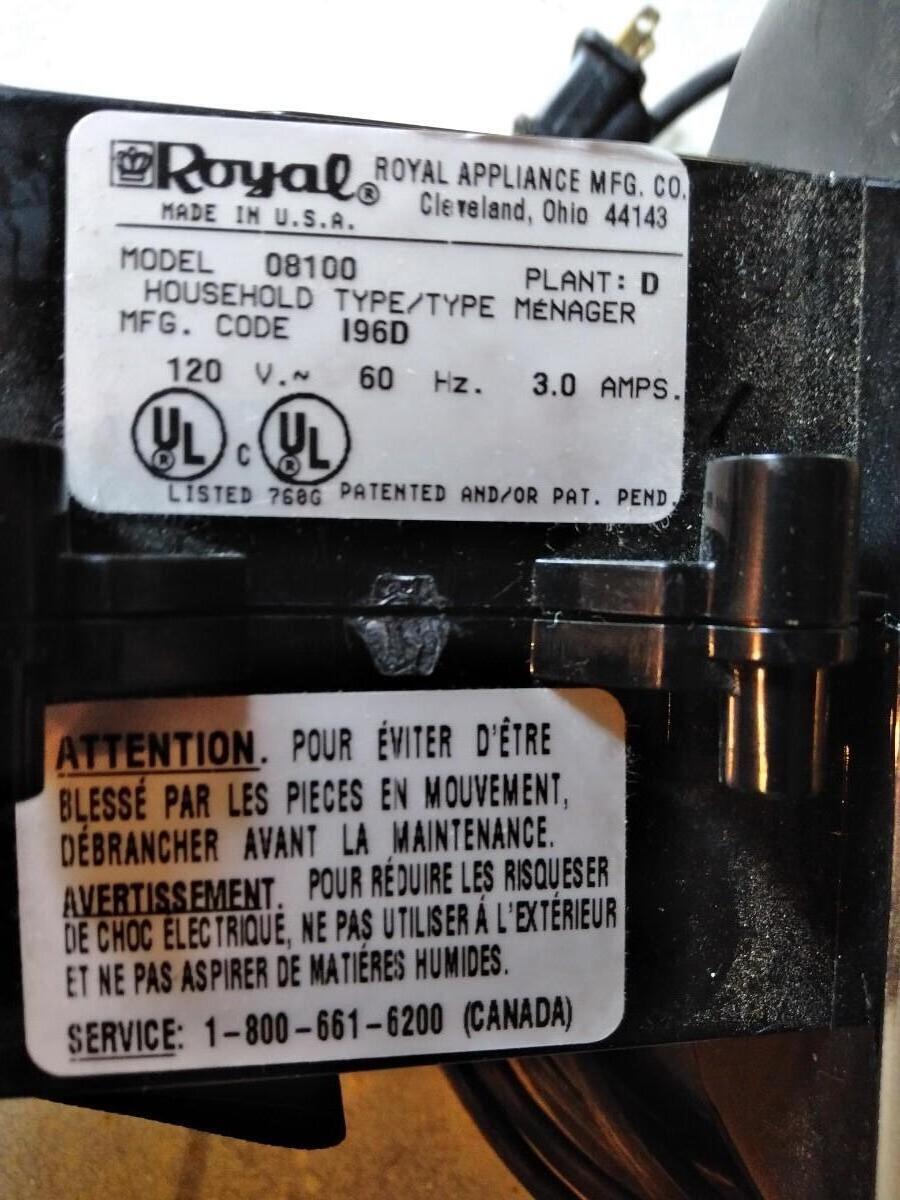 Royal® ROYAL APPLIANCE MFG. CO.
MADE IN U.S.A. Cleveland, Ohio 44143
MODEL 08100 PLANT: D
HOUSEHOLD TYPE/TYPE MÉNAGER
MFG. CODE I96D
120 V.~ 60 Hz. 3.0 AMPS.
UL® C UL®
LISTED 760G PATENTED AND/OR PAT. PEND.
ATTENTION. POUR ÉVITER D'ÊTRE
BLESSÉ PAR LES PIECES EN MOUVEMENT,
DÉBRANCHER AVANT LA MAINTENANCE.
AVERTISSEMENT. POUR RÉDUIRE LES RISQUESER
DE CHOC ÉLECTRIQUE, NE PAS UTILISER Á L'EXTÉRIEUR
ET NE PAS ASPIRER DE MATIÉRES HUMIDES.
SERVICE: 1-800-661-6200 (CANADA)